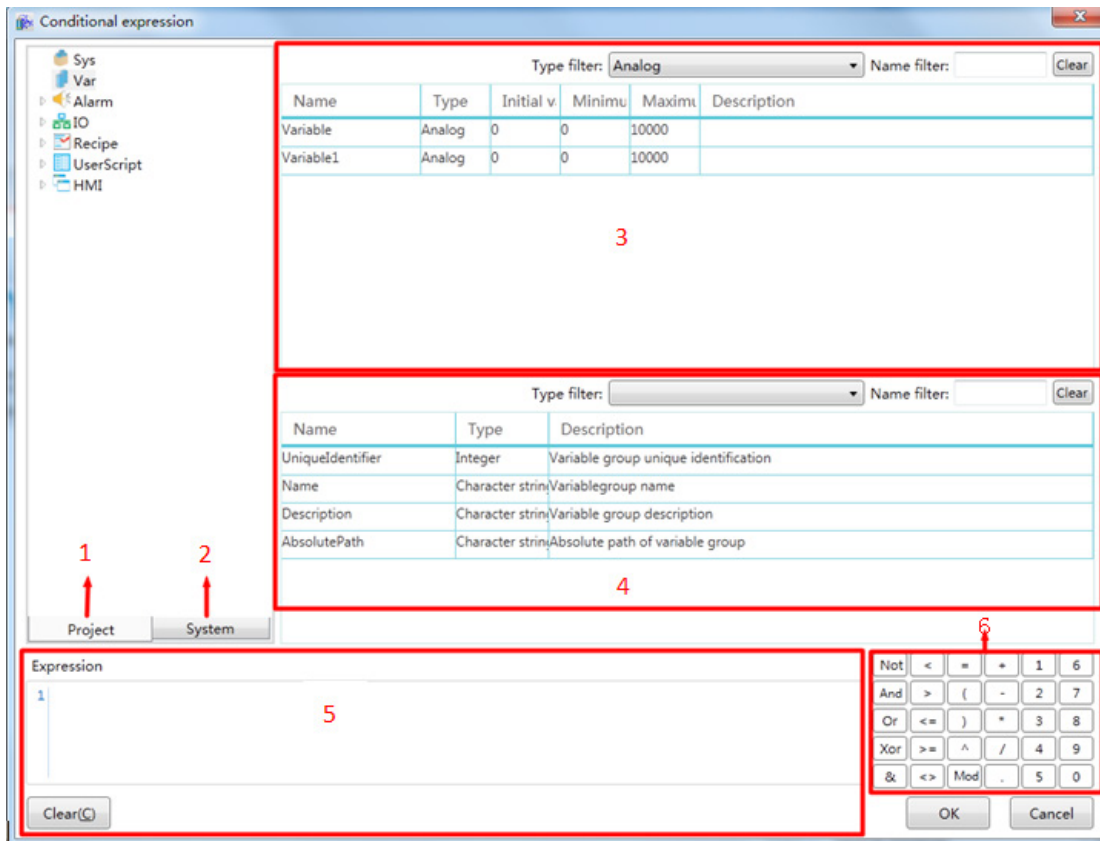 Conditional expression
Sys
Var
Alarm
IO
Recipe
UserScript
HMI
1
2
Project System
Type filter: Analog Name filter: Clear
Name Type Initial v Minimu Maximu Description
Variable Analog 0 0 10000
Variable1 Analog 0 0 10000
3
Type filter: Name filter: Clear
Name Type Description
UniqueIdentifier Integer Variable group unique identification
Name Character string Variablegroup name
Description Character string Variable group description
AbsolutePath Character string Absolute path of variable group
4
Expression
1
5
Clear(C)
6
Not < = + 1 6
And > ( - 2 7
Or <= ) * 3 8
Xor >= ^ / 4 9
& <> Mod . 5 0
OK Cancel